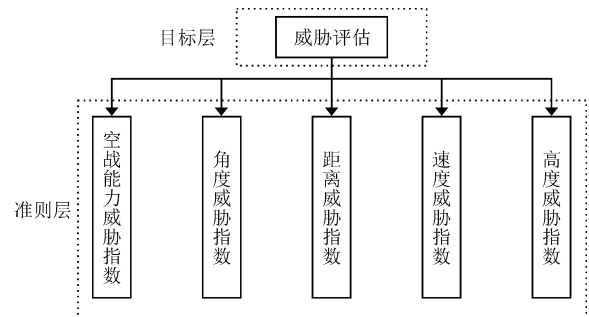 目标层
威胁评估
准则层
空战能力威胁指数
角度威胁指数
距离威胁指数
速度威胁指数
高度威胁指数